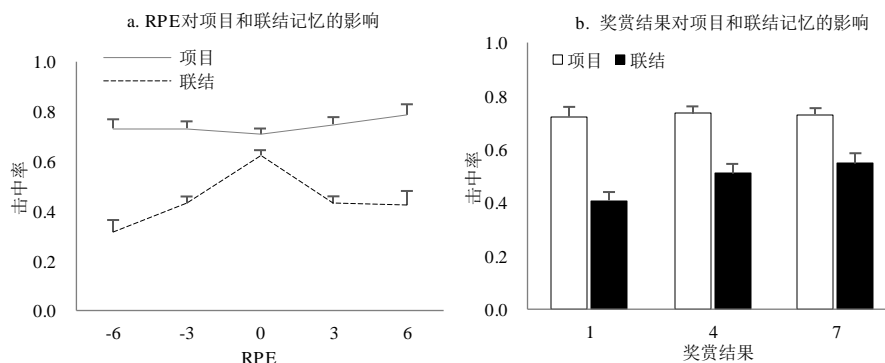 a. RPE对项目和联结记忆的影响
项目
联结
1.0
0.8
0.6
0.4
0.2
0.0
击中率
-6 -3 0 3 6
RPE
b. 奖赏结果对项目和联结记忆的影响
项目 联结
1.0
0.8
0.6
0.4
0.2
0.0
击中率
1 4 7
奖赏结果